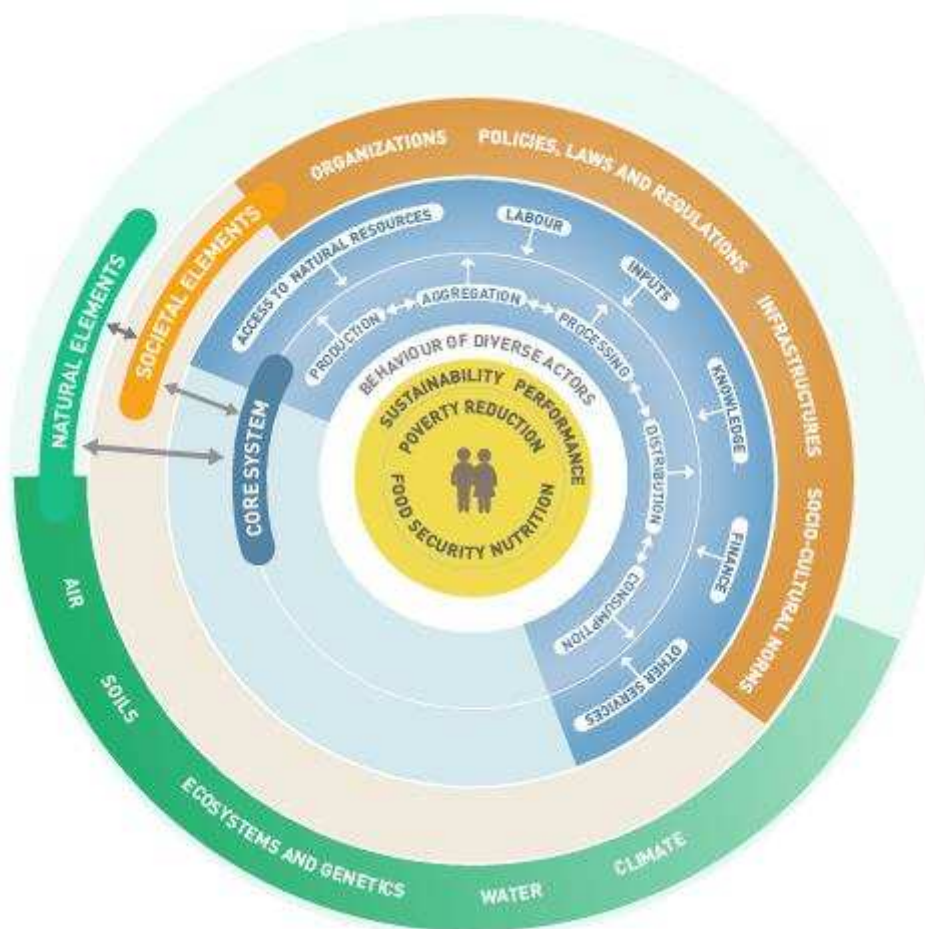 ORGANIZATIONS
POLICIES, LAWS AND REGULATIONS
INFRASTRUCTURES
SOCIO-CULTURAL NORMS
NATURAL ELEMENTS
SOCIETAL ELEMENTS
CORE SYSTEM
ACCESS TO NATURAL RESOURCES
LABOUR
INPUTS
KNOWLEDGE
FINANCE
OTHER SERVICES
PRODUCTION
AGGREGATION
PROCESSING
DISTRIBUTION
CONSUMPTION
BEHAVIOUR OF DIVERSE ACTORS
SUSTAINABILITY PERFORMANCE
POVERTY REDUCTION
FOOD SECURITY NUTRITION
AIR
SOILS
ECOSYSTEMS AND GENETICS
WATER
CLIMATE